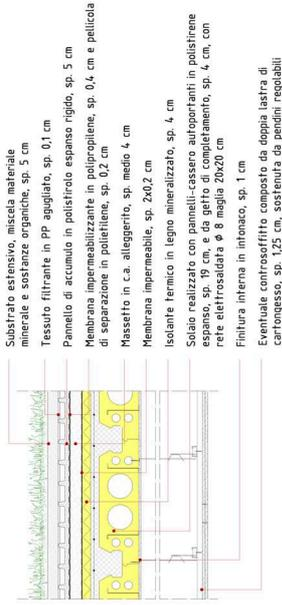 Substrato estensivo, miscela materiale
minerale e sostanze organiche, sp. 5 cm
Tessuto filtrante in PP agugliato, sp. 0,1 cm
Pannello di accumulo in polistirolo espanso rigido, sp. 5 cm
Membrana impermeabilizzante in polipropilene, sp. 0,4 cm e pellicola
di separazione in polietilene, sp. 0,2 cm
Massetto in c.a. alleggerito, sp. medio 4 cm
Membrana impermeabile, sp. 2x0,2 cm
Isolante termico in legno mineralizzato, sp. 4 cm
Solaio realizzato con pannelli-cassero autoportanti in polistirene
espanso, sp. 19 cm, e da getto di completamento, sp. 4 cm, con
rete elettrosaldata ϕ 8 maglia 20x20 cm
Finitura interna in intonaco, sp. 1 cm
Eventuale controsoffitto composto da doppia lastra di
cartongesso, sp. 1,25 cm, sostenuta da pendini regolabili